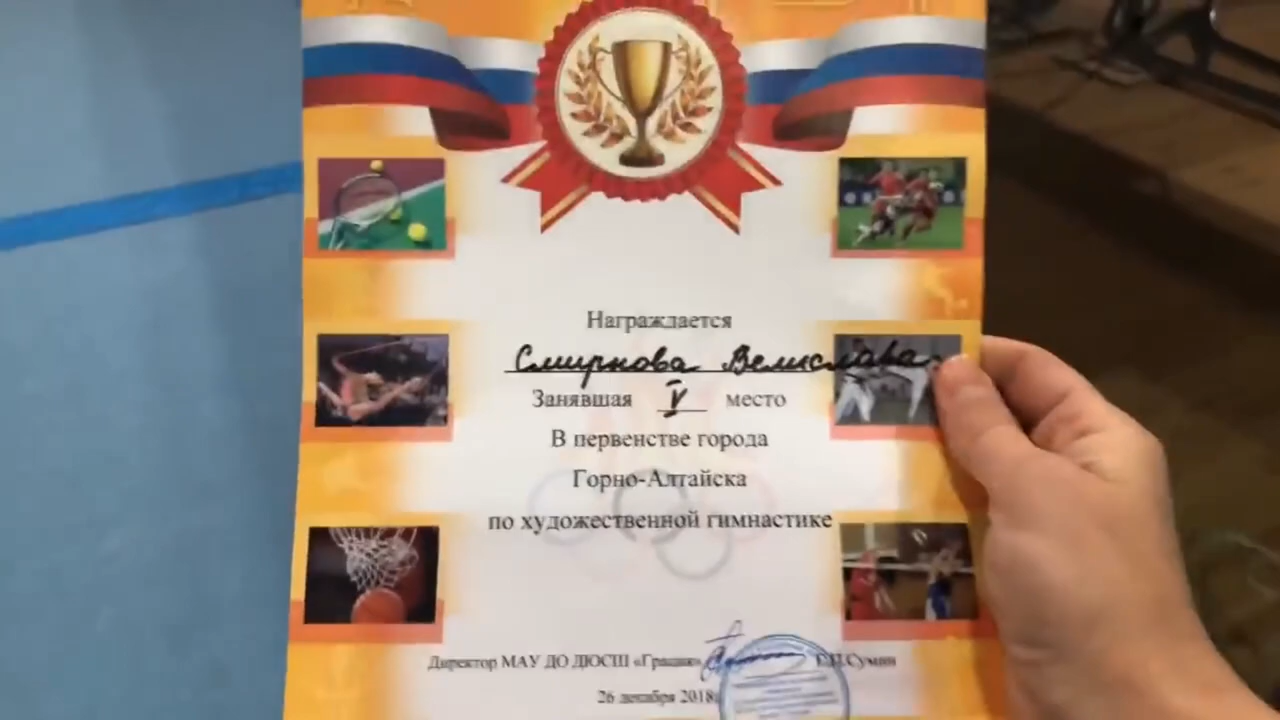 Награждается
Смирнова Велислава
Занявшая V место
В первенстве города
Горно-Алтайска
по художественной гимнастике
Директор МАУ ДО ДЮСШ «Грация» Сумин
26 декабря 2018